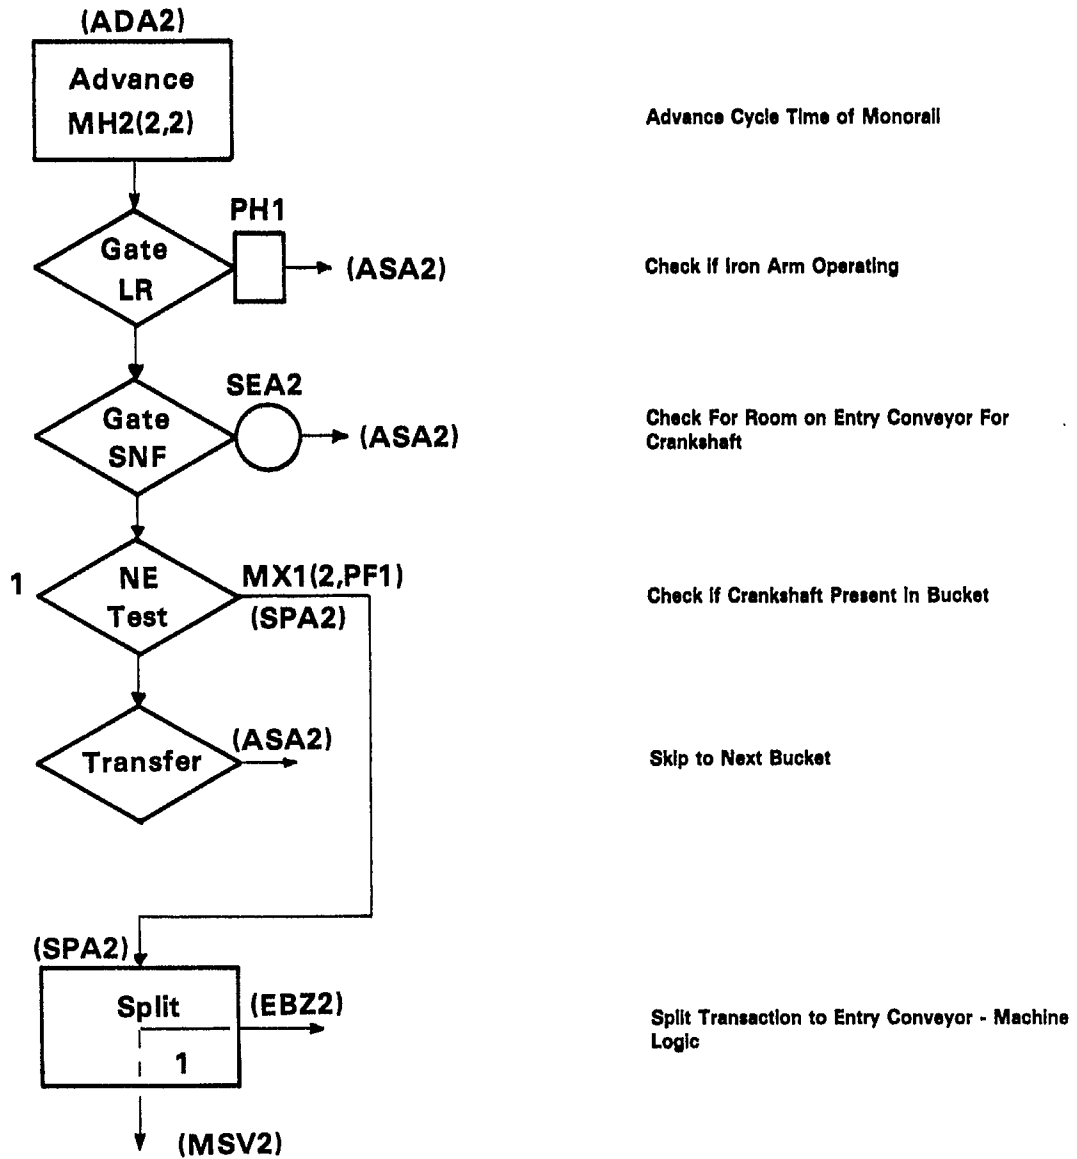 (ADA2)
Advance
MH2(2,2)
Advance Cycle Time of Monorail
PH1
Gate
LR
(ASA2)
Check if Iron Arm Operating
SEA2
Gate
SNF
(ASA2)
Check For Room on Entry Conveyor For
Crankshaft
1
NE
Test
MX1(2,PF1)
(SPA2)
Check if Crankshaft Present in Bucket
Transfer
(ASA2)
Skip to Next Bucket
(SPA2)
Split
1
(EBZ2)
Split Transaction to Entry Conveyor - Machine
Logic
(MSV2)